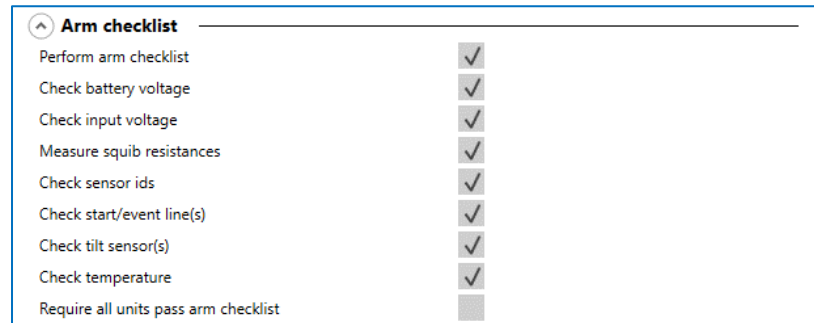 Arm checklist
Perform arm checklist
Check battery voltage
Check input voltage
Measure squib resistances
Check sensor ids
Check start/event line(s)
Check tilt sensor(s)
Check temperature
Require all units pass arm checklist